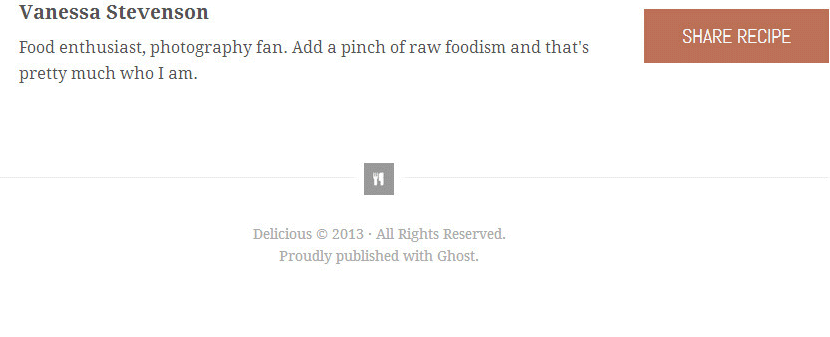 Vanessa Stevenson
Food enthusiast, photography fan. Add a pinch of raw foodism and that's
pretty much who I am.
SHARE RECIPE
Delicious © 2013 · All Rights Reserved.
Proudly published with Ghost.